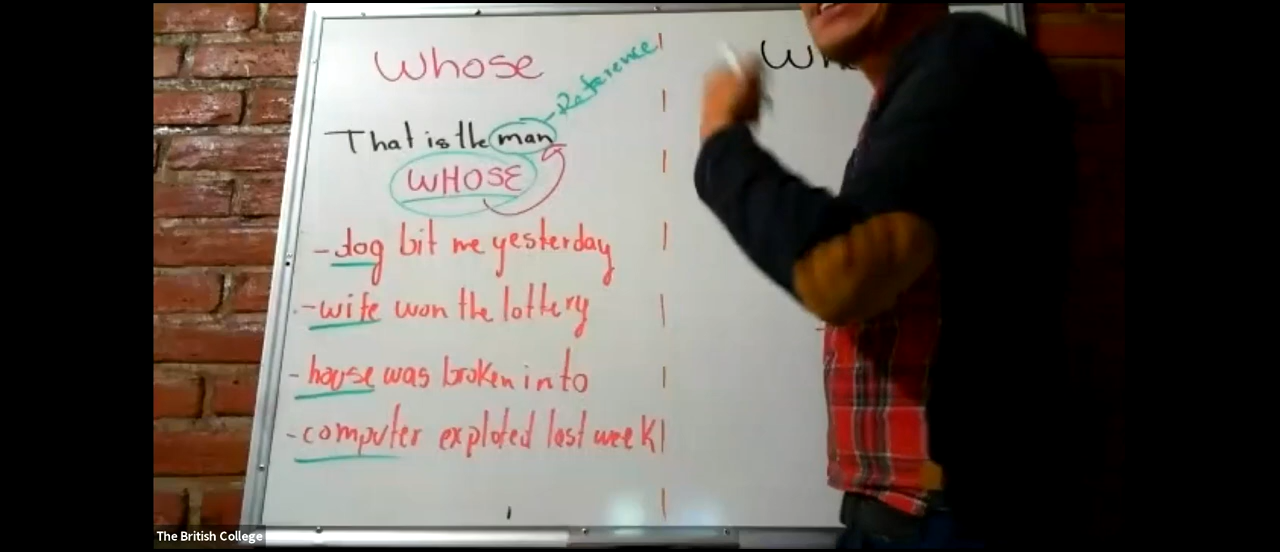 Whose
Reference
That is the man
WHOSE
- dog bit me yesterday
- wife won the lottery
- house was broken into
- computer exploted last week
The British College